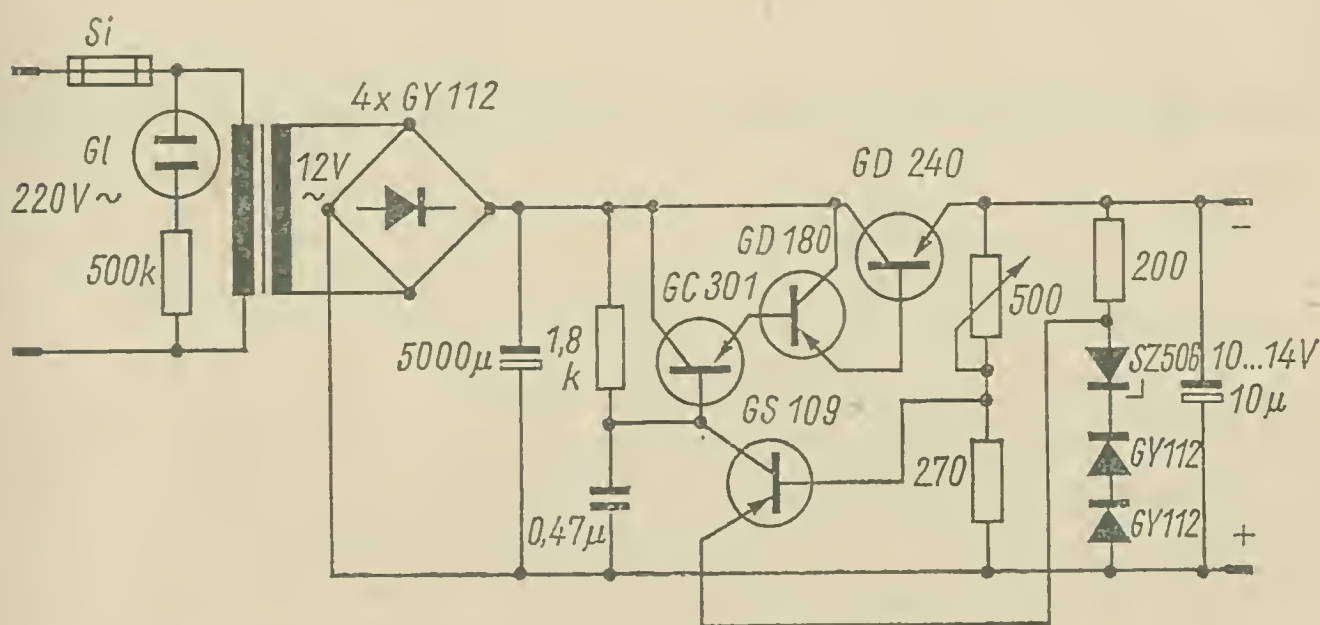 Si
4x GY 112
Gl
220V ~
500k
12V
~
5000µ
1,8
k
0,47µ
GC 301
GD 180
GD 240
GS 109
500
270
200
SZ506
10...14V
10µ
GY112
GY112
−
+